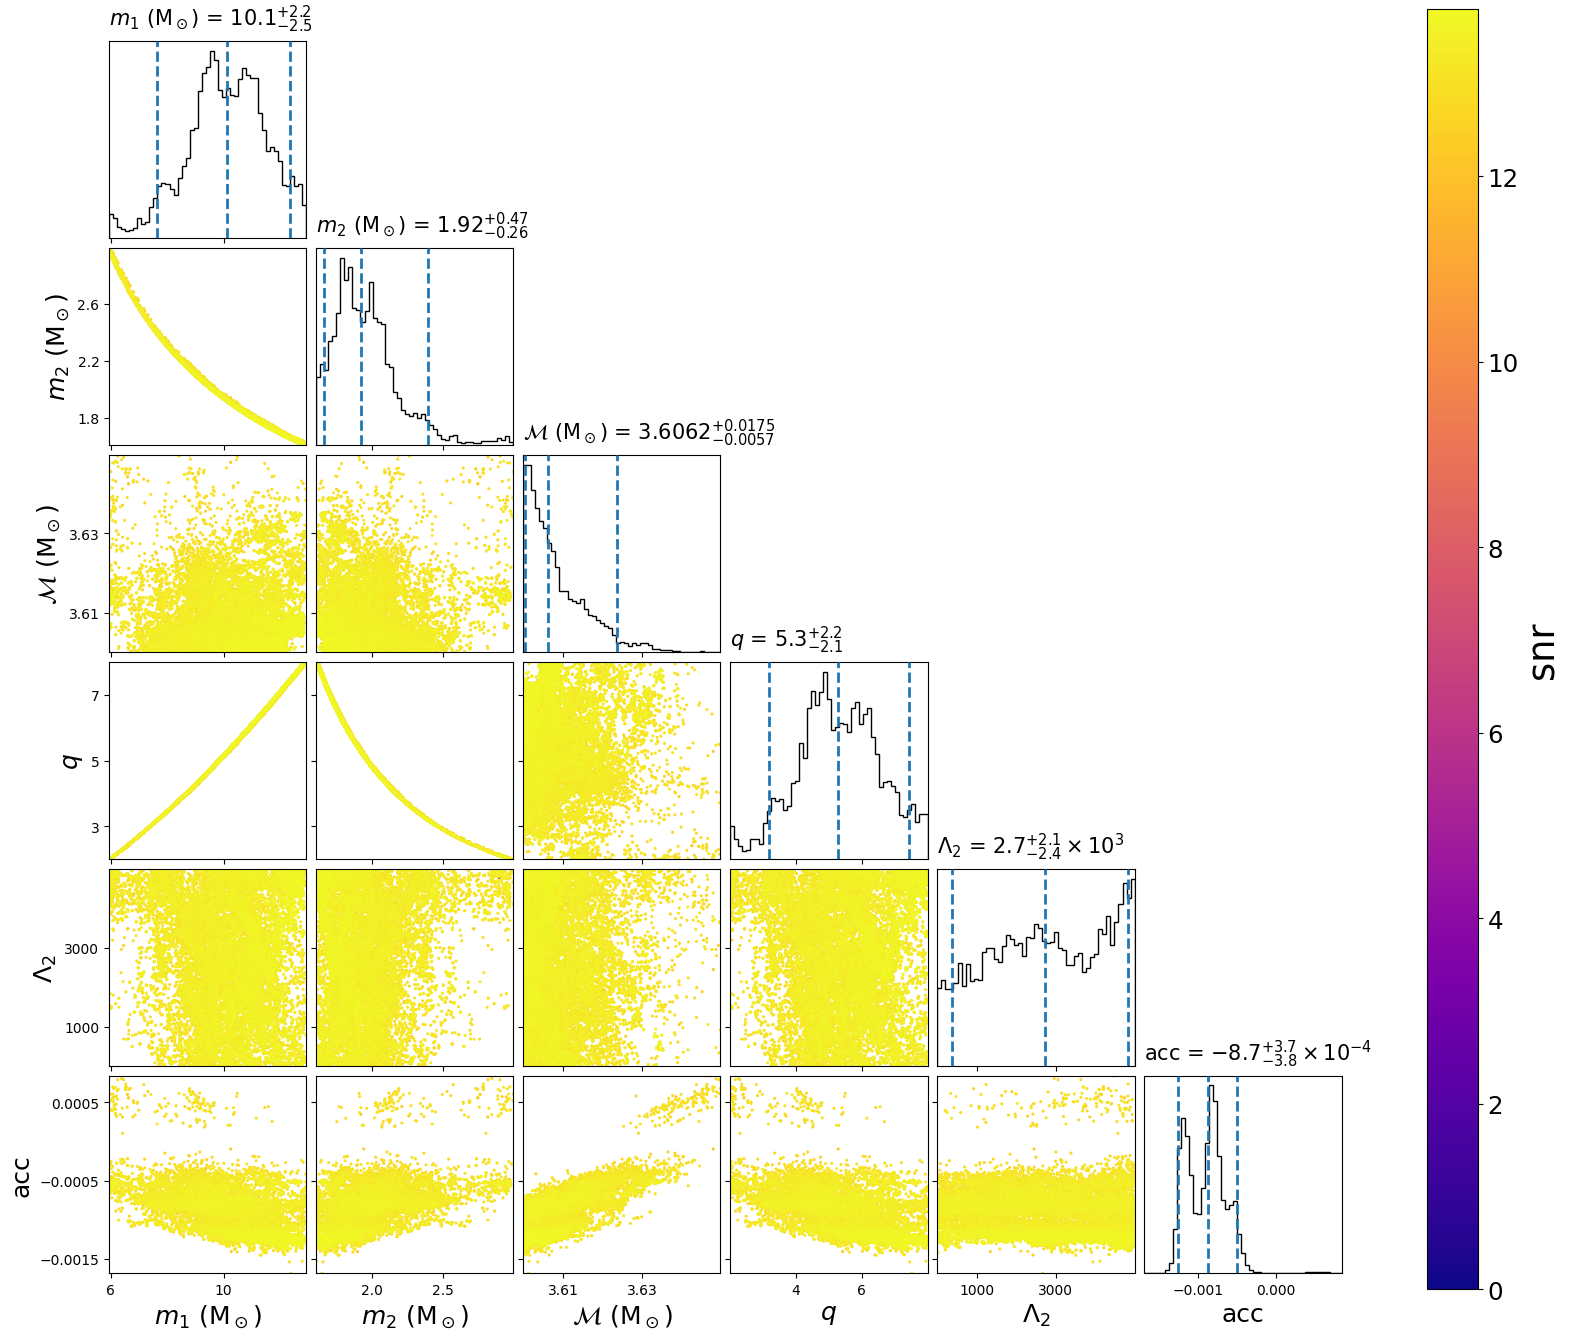 m₁ (M⊙) = 10.1⁺²·²₋₂.₅
12
10
8
6
4
2
0
snr
m₂ (M⊙) = 1.92⁺⁰·⁴⁷₋₀.₂₆
m₂ (M⊙)
2.6
2.2
1.8
ℳ (M⊙) = 3.6062⁺⁰·⁰¹⁷⁵₋₀.₀₀₅₇
ℳ (M⊙)
3.63
3.61
q = 5.3⁺²·²₋₂.₁
q
7
5
3
Λ₂ = 2.7⁺²·¹₋₂.₄ × 10³
Λ₂
3000
1000
acc = −8.7⁺³·⁷₋₃.₈ × 10⁻⁴
acc
0.0005
−0.0005
−0.0015
6 10 2.0 2.5 3.61 3.63 4 6 1000 3000 −0.001 0.000
m₁ (M⊙) m₂ (M⊙) ℳ (M⊙) q Λ₂ acc